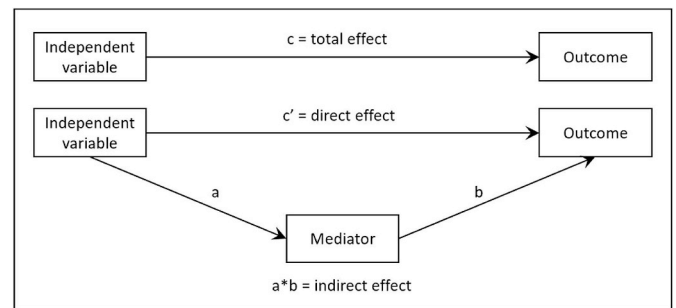 c = total effect
Independent
variable
Outcome
c' = direct effect
Independent
variable
Outcome
a
b
Mediator
a*b = indirect effect